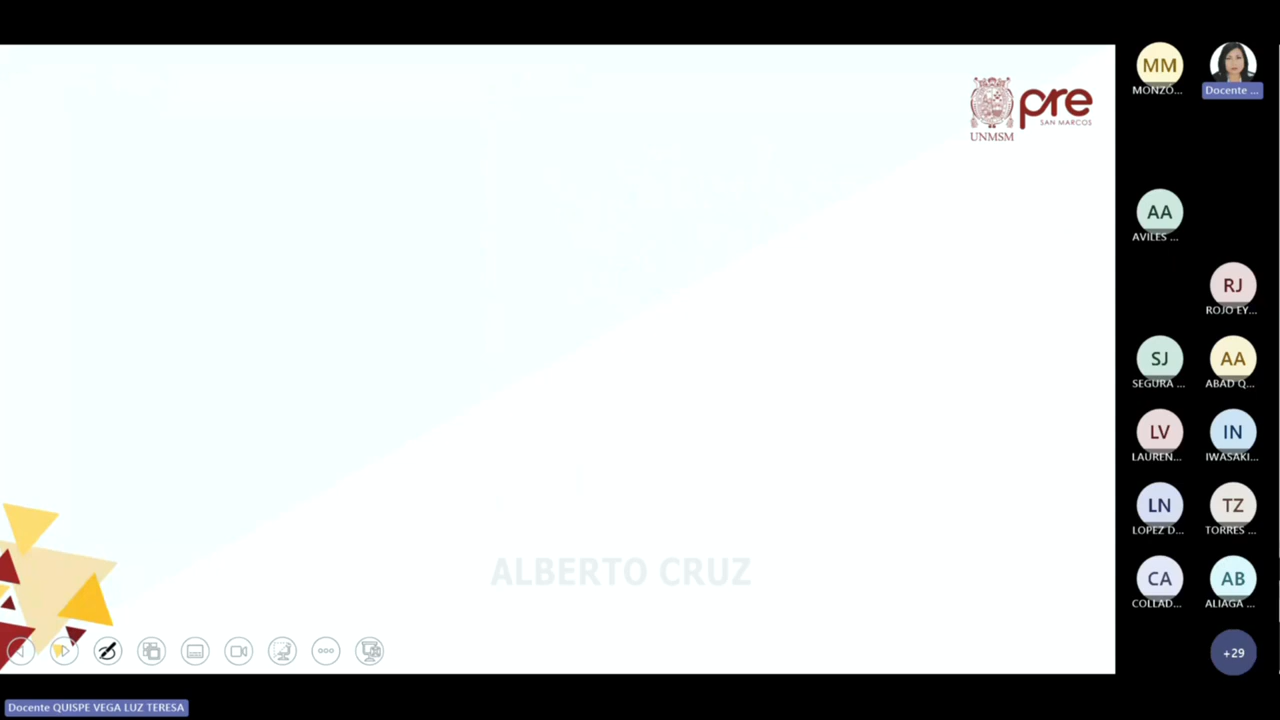 UNMSM
pre
SAN MARCOS
ALBERTO CRUZ
MM
MONZÓ...
Docente ...
AA
AVILES ...
RJ
ROJO EY...
SJ
SEGURA ...
AA
ABAD Q...
LV
LAUREN...
IN
IWASAKI...
LN
LOPEZ D...
TZ
TORRES ...
CA
COLLAD...
AB
ALIAGA ...
+29
Docente QUISPE VEGA LUZ TERESA